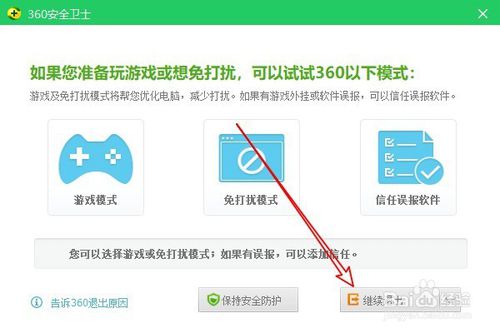 360安全卫士
如果您准备玩游戏或想免打扰，可以试试360以下模式：
游戏及免打扰模式将帮您优化电脑，减少打扰。如果有游戏外挂或软件误报，可以信任误报软件。
游戏模式
免打扰模式
信任误报软件
您可以选择游戏或免打扰模式；如果有误报，可以添加信任。
告诉360退出原因
保持安全防护
继续
Baidu 经验